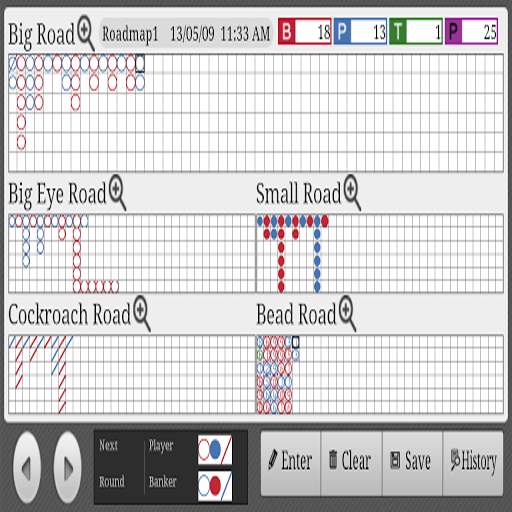 Big Road
Roadmap1 13/05/09 11:33 AM
B 18 P 13 T 1 P 25
Big Eye Road
Small Road
Cockroach Road
Bead Road
Next Player
Round Banker
Enter Clear Save History